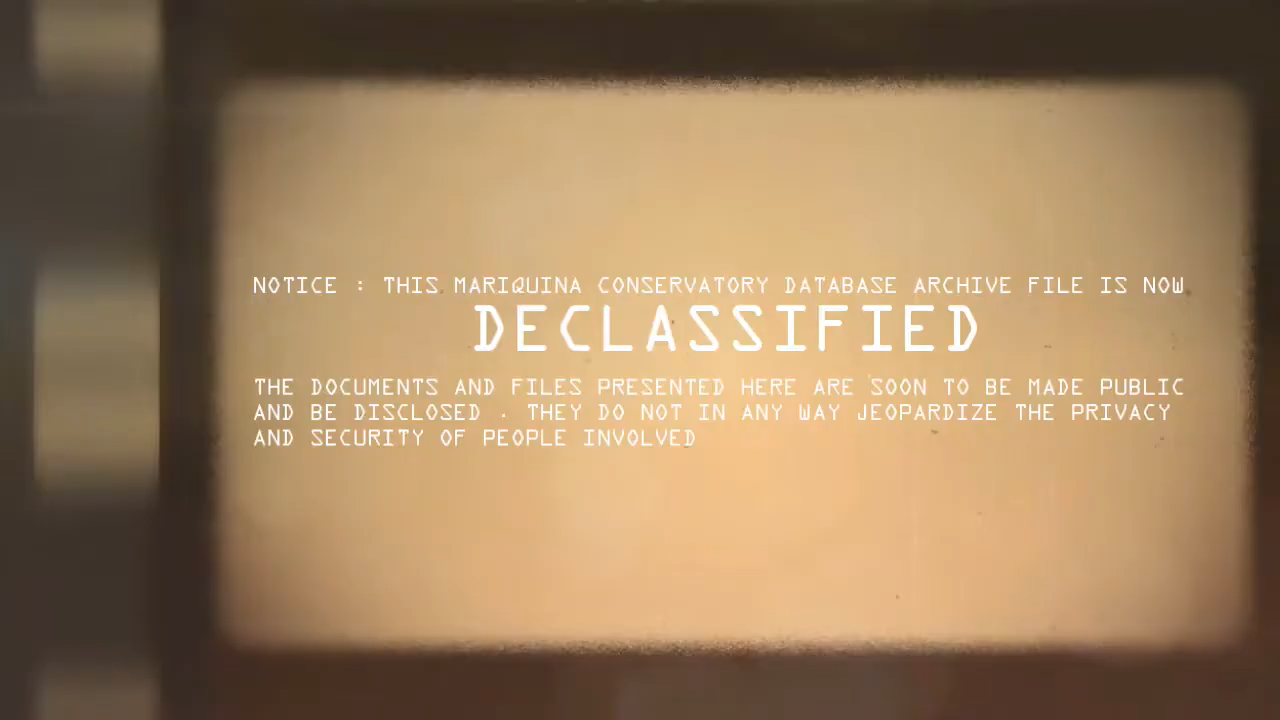 NOTICE : THIS MARIQUINA CONSERVATORY DATABASE ARCHIVE FILE IS NOW
DECLASSIFIED
THE DOCUMENTS AND FILES PRESENTED HERE ARE SOON TO BE MADE PUBLIC
AND BE DISCLOSED . THEY DO NOT IN ANY WAY JEOPARDIZE THE PRIVACY
AND SECURITY OF PEOPLE INVOLVED